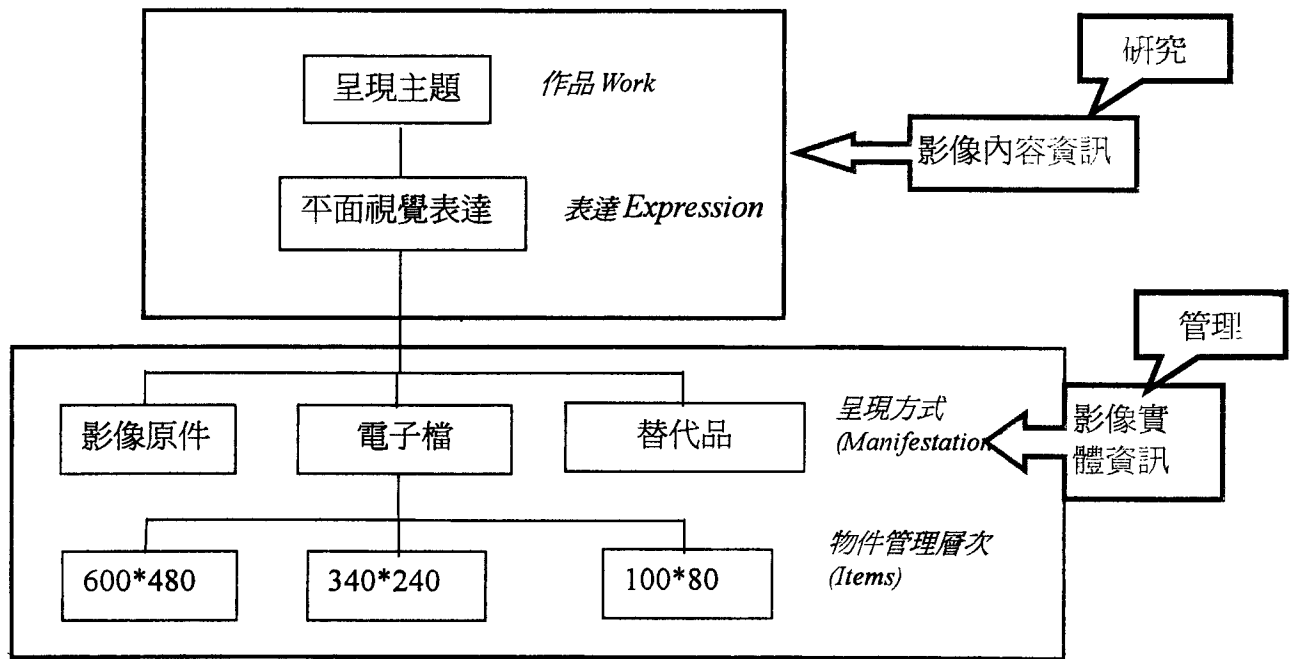 研究
呈現主題
作品 Work
影像內容資訊
平面視覺表達
表達 Expression
管理
影像原件
電子檔
替代品
呈現方式
(Manifestation
影像實
體資訊
600*480
340*240
100*80
物件管理層次
(Items)